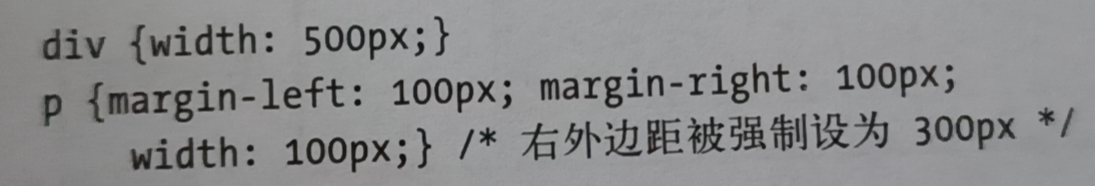 div {width: 500px;}
p {margin-left: 100px; margin-right: 100px;
width: 100px;} /* 右外边距被强制设为 300px */